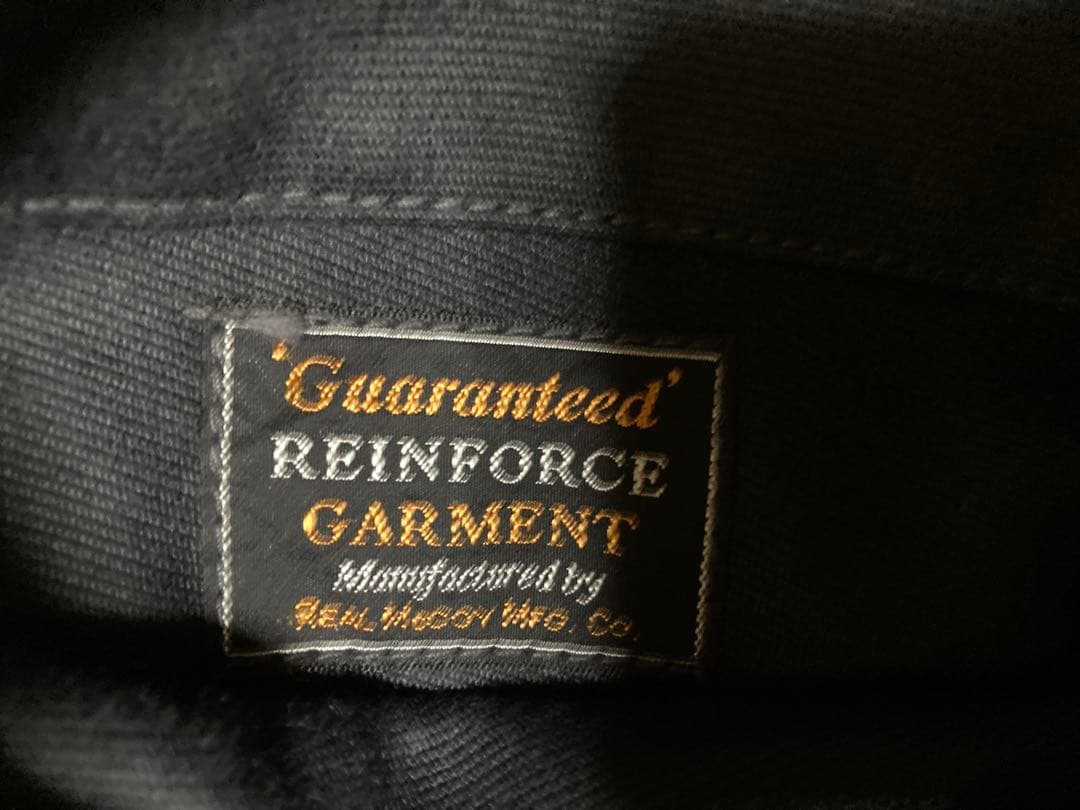 'Guaranteed'
REINFORCE
GARMENT
Manufactured by
REAL McCOY MFG. CO.